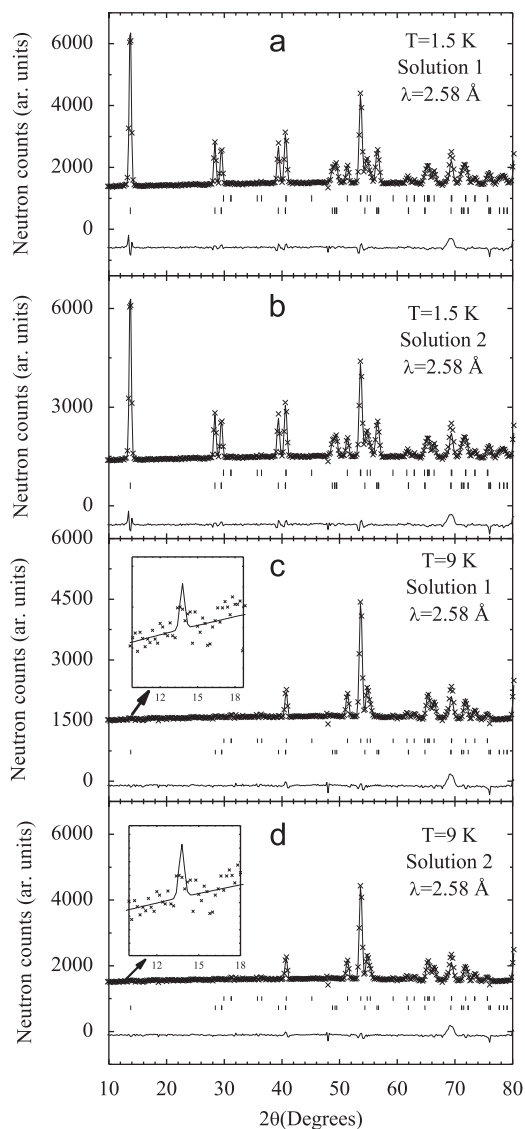 a
T=1.5 K
Solution 1
λ=2.58 Å
Neutron counts (ar. units)
6000
4000
2000
0
b
T=1.5 K
Solution 2
λ=2.58 Å
Neutron counts (ar. units)
6000
3000
0
c
T=9 K
Solution 1
λ=2.58 Å
Neutron counts (ar. units)
6000
4500
3000
1500
0
12 15 18
d
T=9 K
Solution 2
λ=2.58 Å
Neutron counts (ar. units)
6000
4000
2000
0
12 15 18
10 20 30 40 50 60 70 80
2θ(Degrees)